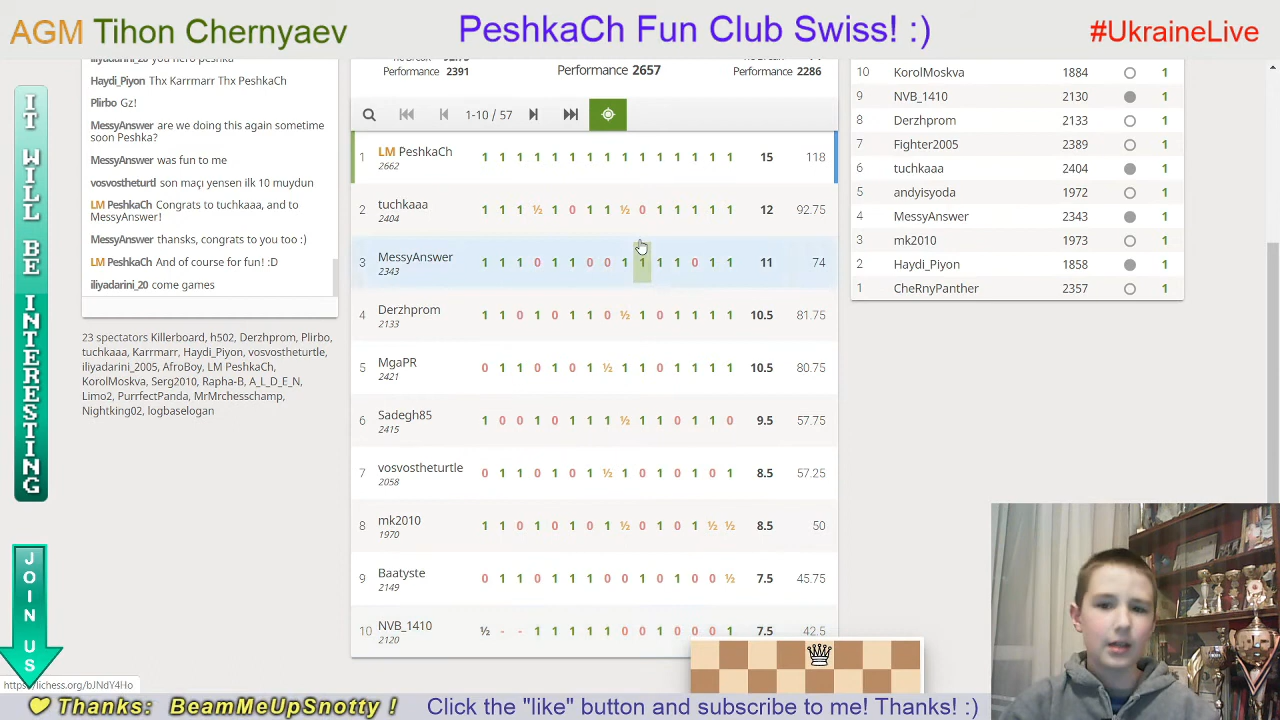 AGM Tihon Chernyaev
PeshkaCh Fun Club Swiss! :)
#UkraineLive
IT WILL BE INTERESTING
JOIN US
Haydi_Piyon Thx Karrmarr Thx PeshkaCh
Plirbo Gz!
MessyAnswer are we doing this again sometime
soon Peshka?
MessyAnswer was fun to me
vosvostheturtl son maçı yensen ilk 10 muydun
LM PeshkaCh Congrats to tuchkaaa, and to
MessyAnswer!
MessyAnswer thansks, congrats to you too :)
LM PeshkaCh And of course for fun! :D
iliyadarini_20 come games
23 spectators Killerboard, h502, Derzhprom, Plirbo,
tuchkaaa, Karrmarr, Haydi_Piyon, vosvostheturtle,
iliyadarini_2005, AfroBoy, LM PeshkaCh,
KorolMoskva, Serg2010, Rapha-B, A_L_D_E_N,
Limo2, PurrfectPanda, MrMrchesschamp,
Nightking02, logbaselogan
Performance 2391
Performance 2657
Performance 2286
1-10 / 57
1 LM PeshkaCh 2662 1 1 1 1 1 1 1 1 1 1 1 1 1 1 1 15 118
2 tuchkaaa 2404 1 1 1 ½ 1 0 1 1 ½ 0 1 1 1 1 1 12 92.75
3 MessyAnswer 2343 1 1 1 0 1 1 0 0 1 1 1 1 0 1 1 11 74
4 Derzhprom 2133 1 1 0 1 0 1 1 0 ½ 1 0 1 1 1 1 10.5 81.75
5 MgaPR 2421 0 1 1 0 1 0 1 ½ 1 1 0 1 1 1 1 10.5 80.75
6 Sadegh85 2415 1 0 0 1 0 1 1 1 ½ 1 1 0 1 1 0 9.5 57.75
7 vosvostheturtle 2058 0 1 1 0 1 0 1 ½ 1 0 1 0 1 0 1 8.5 57.25
8 mk2010 1970 1 1 0 1 0 1 0 1 ½ 0 1 0 1 ½ ½ 8.5 50
9 Baatyste 2149 0 1 1 0 1 1 1 0 0 1 0 1 0 0 ½ 7.5 45.75
10 NVB_1410 2120 ½ - - 1 1 1 1 1 0 0 1 0 0 0 1 7.5 42.5
10 KorolMoskva 1884 1
9 NVB_1410 2130 1
8 Derzhprom 2133 1
7 Fighter2005 2389 1
6 tuchkaaa 2404 1
5 andyisyoda 1972 1
4 MessyAnswer 2343 1
3 mk2010 1973 1
2 Haydi_Piyon 1858 1
1 CheRnyPanther 2357 1
https://lichess.org/bJNdY4Ho
Thanks: BeamMeUpSnotty !
Click the "like" button and subscribe to me! Thanks! :)